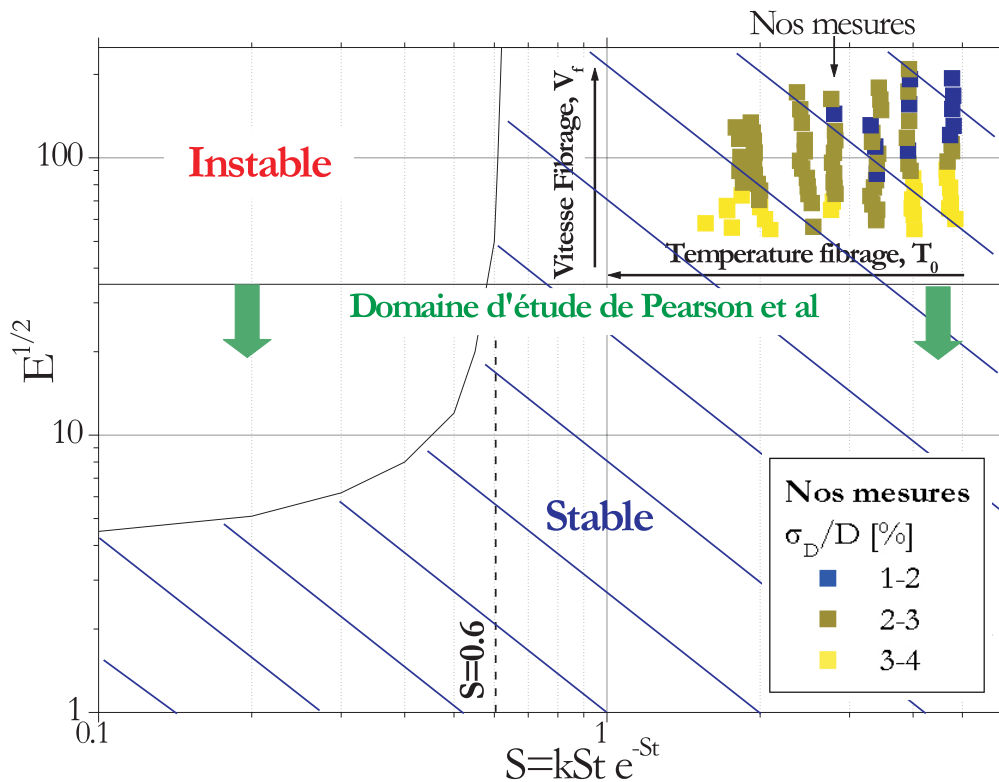 Nos mesures
100
10
1
E^1/2
Instable
Vitesse Fibrage, V_f
Temperature fibrage, T_0
Domaine d'étude de Pearson et al
Stable
S=0.6
Nos mesures
σ_D/D [%]
1-2
2-3
3-4
0.1
1
S=kSt e^-St